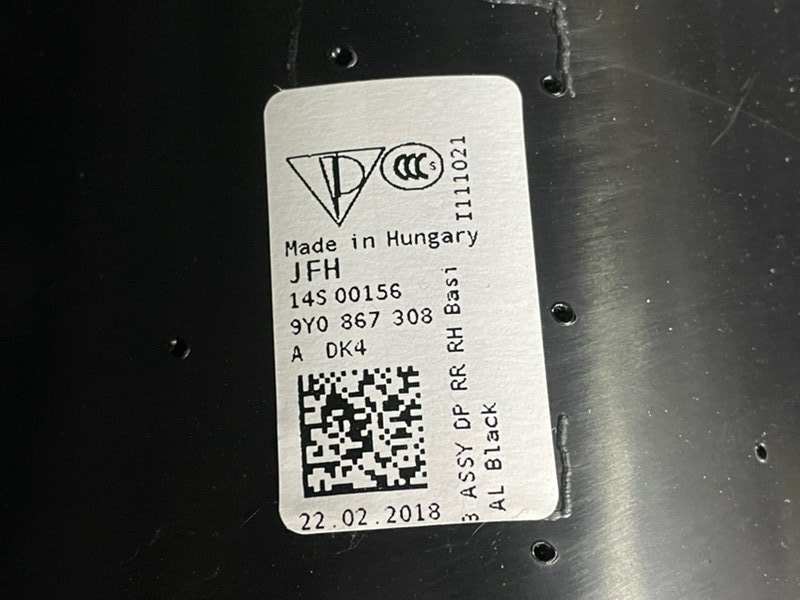 CCC S
I111021
Made in Hungary
JFH
14S 00156
9Y0 867 308
A DK4
22.02.2018
ASSY DP RR RH Basi
AL Black